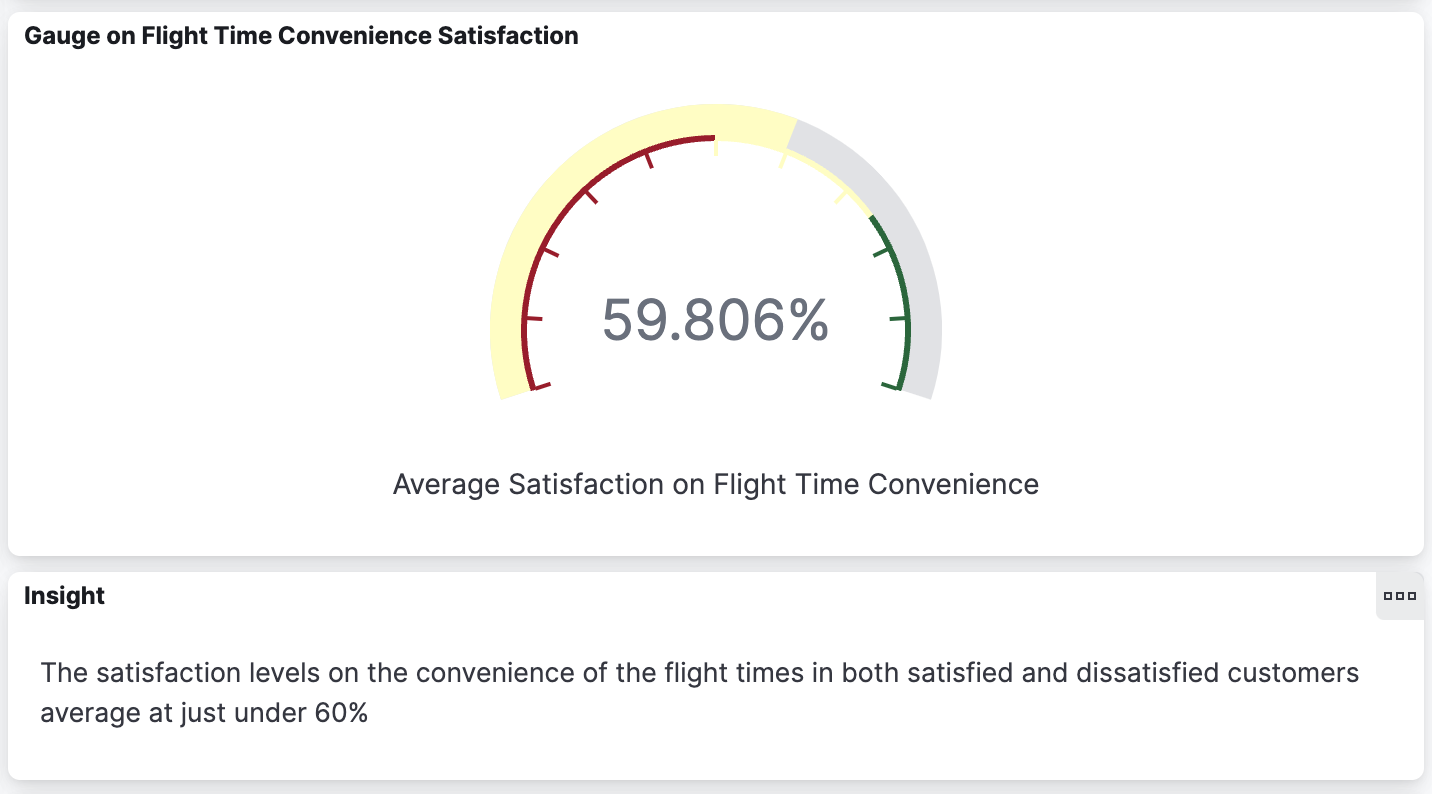 Gauge on Flight Time Convenience Satisfaction
59.806%
Average Satisfaction on Flight Time Convenience
Insight
The satisfaction levels on the convenience of the flight times in both satisfied and dissatisfied customers
average at just under 60%